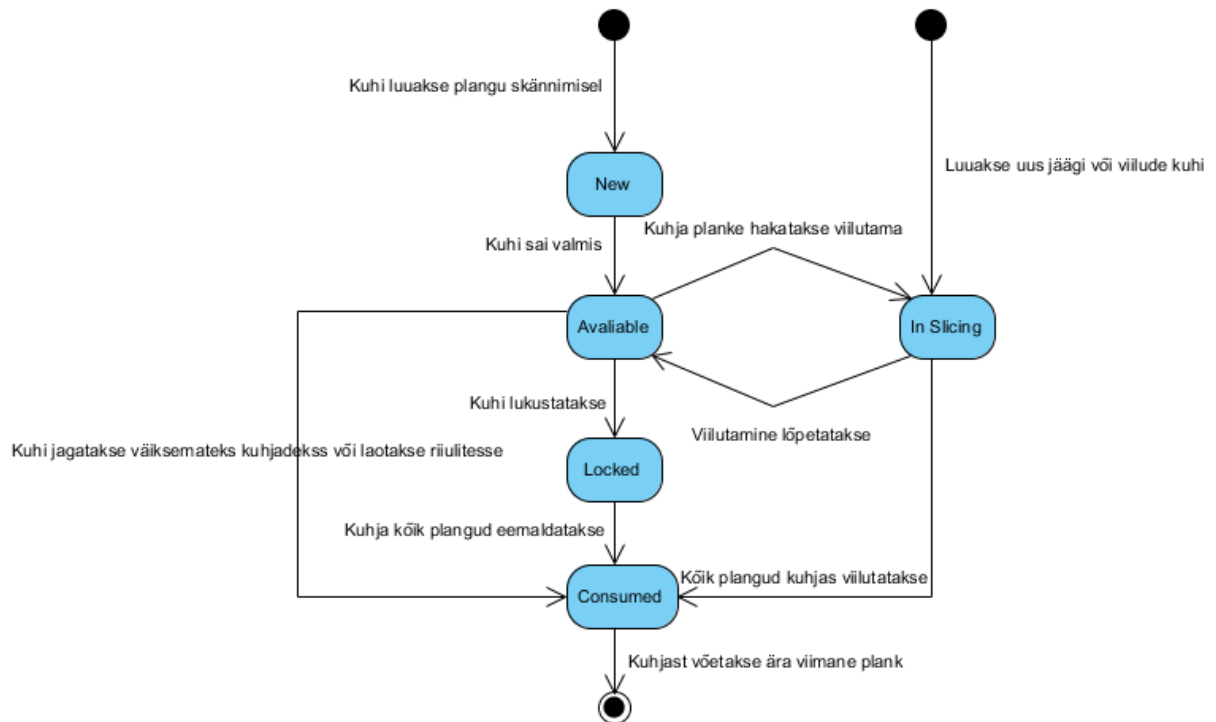 Kuhi luuakse plangu skännimisel
Luuakse uus jäägi või viilude kuhi
New
Kuhja planke hakatakse viilutama
Kuhi sai valmis
Avaliable
In Slicing
Kuhi lukustatakse
Viilutamine lõpetatakse
Kuhi jagatakse väiksemateks kuhjadekss või laotakse riiulitesse
Locked
Kuhja kõik plangud eemaldatakse
Kõik plangud kuhjas viilutatakse
Consumed
Kuhjast võetakse ära viimane plank